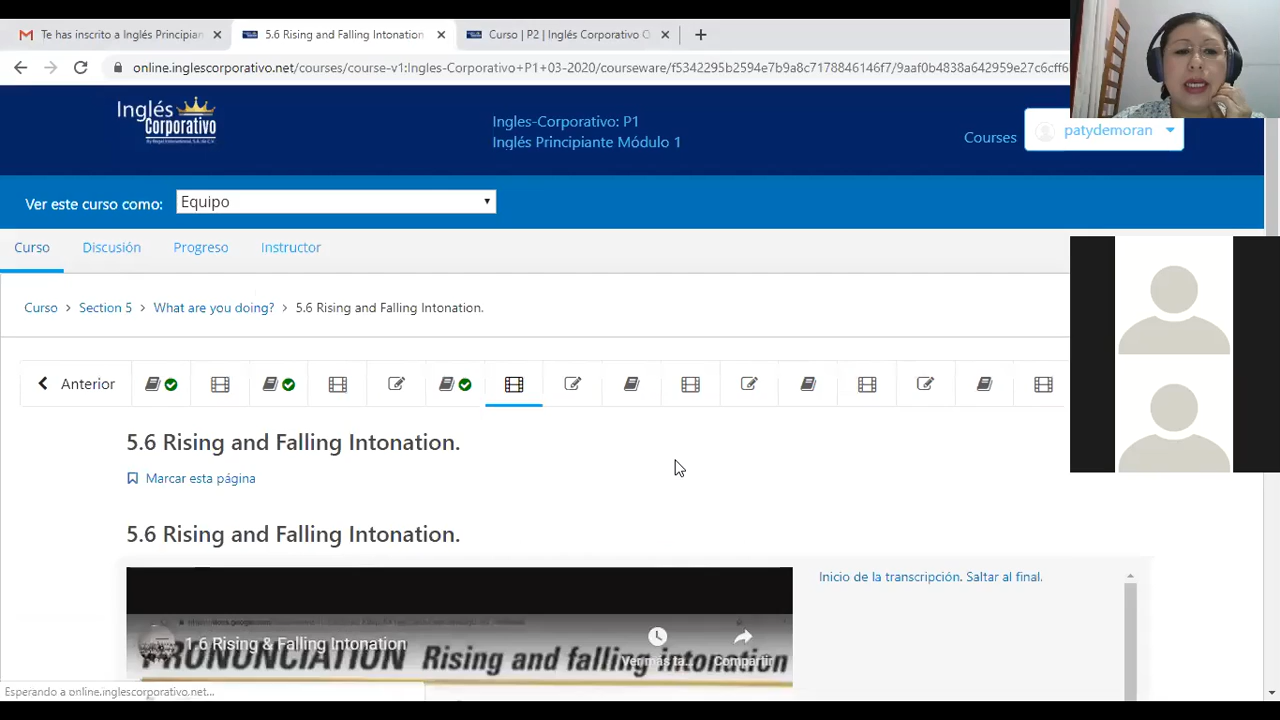 Te has inscrito a Inglés Principian
5.6 Rising and Falling Intonation
Curso | P2 | Inglés Corporativo O
online.inglescorporativo.net/courses/course-v1:Ingles-Corporativo+P1+03-2020/courseware/f5342295b2594e7b9a8c7178846146f7/9aaf0b4838a642959e27c6cff6
Inglés
Corporativo
Ingles-Corporativo: P1
Inglés Principiante Módulo 1
Courses
patydemoran
Ver este curso como:
Equipo
Curso
Discusión
Progreso
Instructor
Curso > Section 5 > What are you doing? > 5.6 Rising and Falling Intonation.
Anterior
5.6 Rising and Falling Intonation.
Marcar esta página
5.6 Rising and Falling Intonation.
Inicio de la transcripción. Saltar al final.
1.6 Rising & Falling Intonation
Ver más ta...
Compartir
PRONUNCIATION Rising and falling intonation
Esperando a online.inglescorporativo.net...